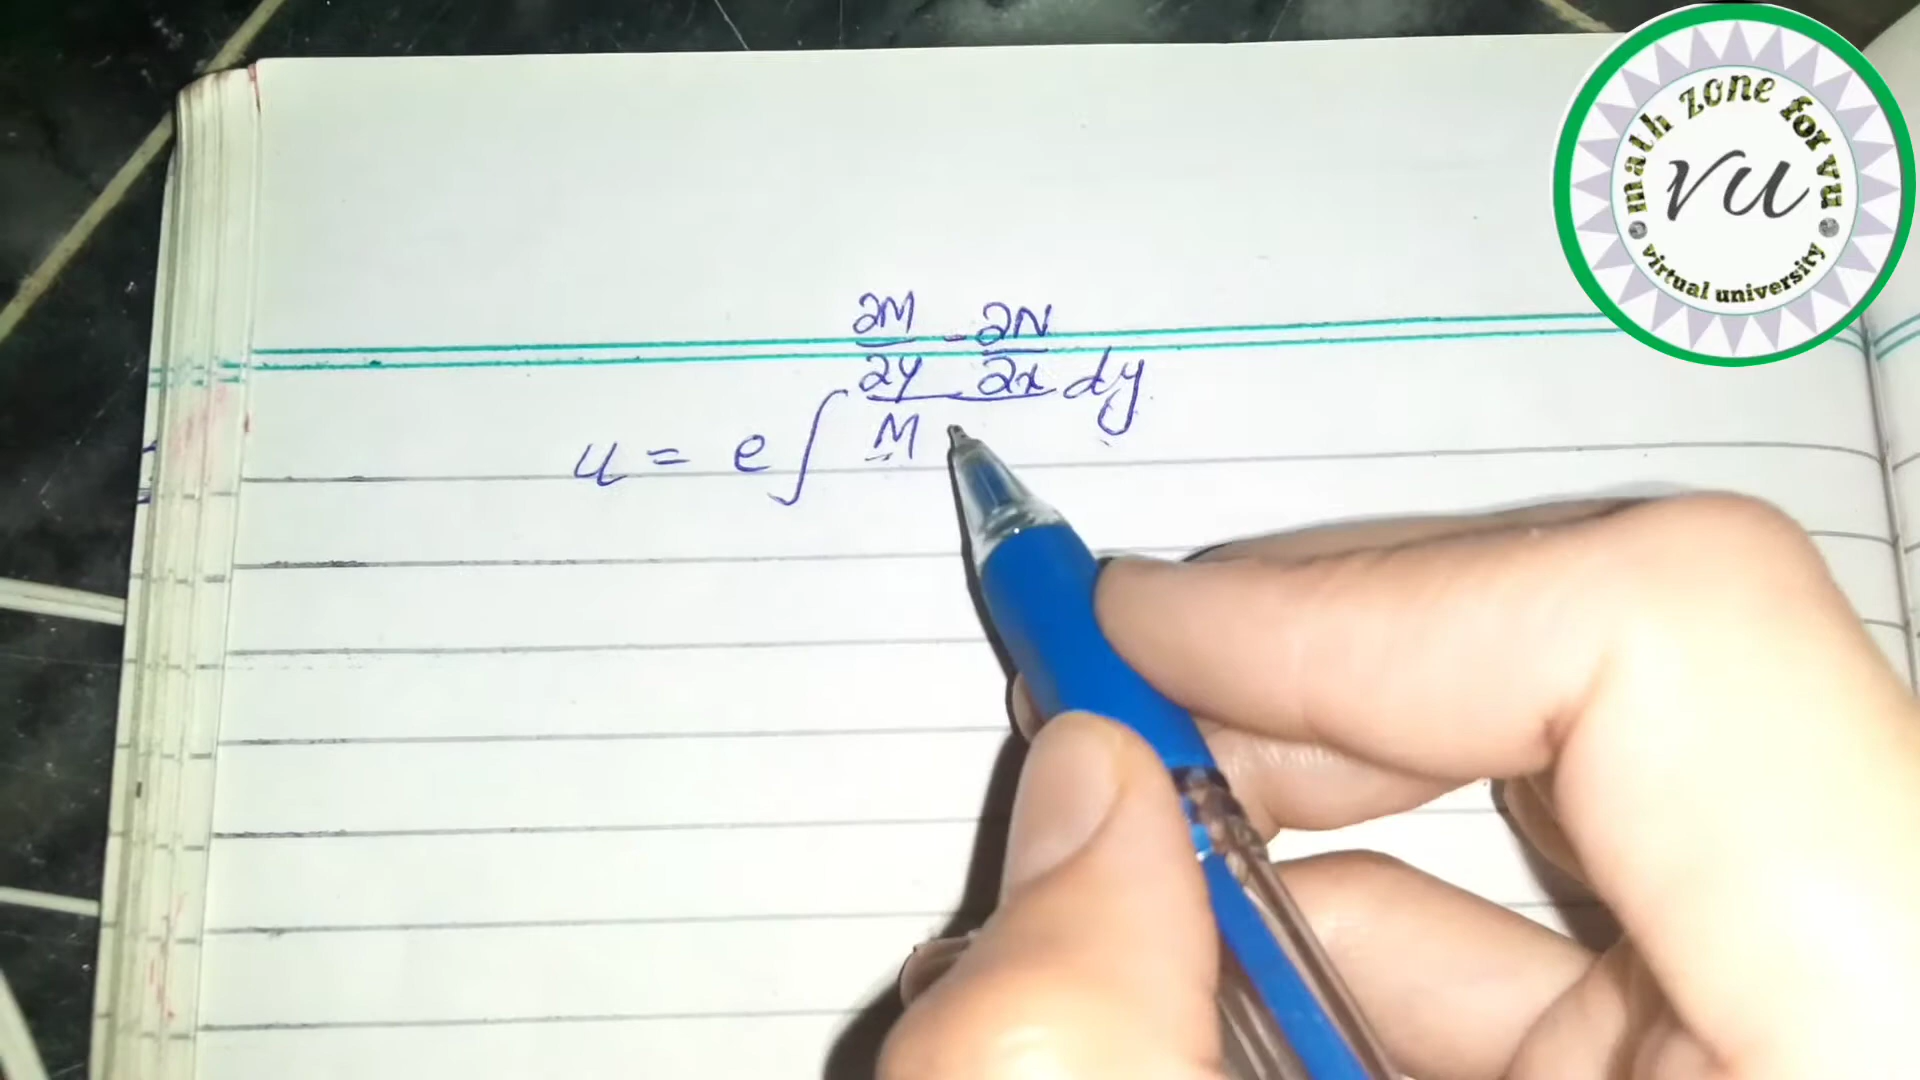 math zone for vu
vu
virtual university
∂M/∂y - ∂N/∂x
u = e∫ M dy